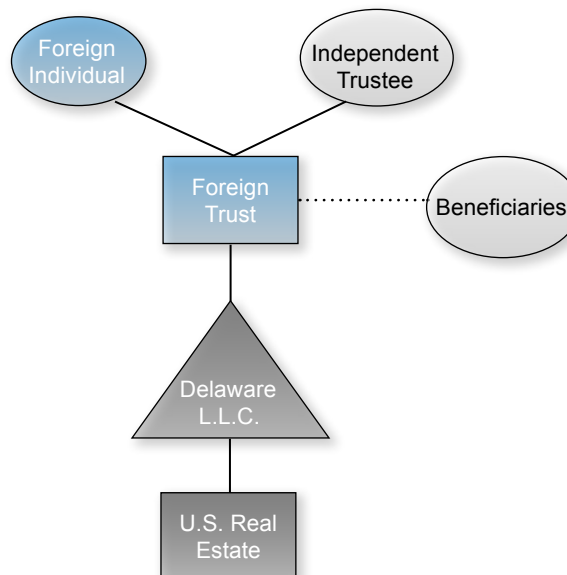 Foreign
Individual
Independent
Trustee
Foreign
Trust
Beneficiaries
Delaware
L.L.C.
U.S. Real
Estate